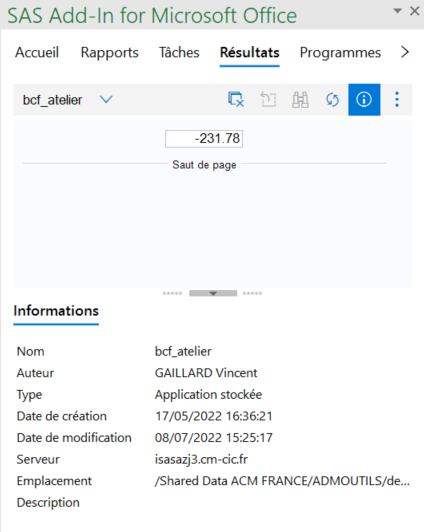 SAS Add-In for Microsoft Office
Accueil Rapports Tâches Résultats Programmes
bcf_atelier
-231.78
Saut de page
Informations
Nom bcf_atelier
Auteur GAILLARD Vincent
Type Application stockée
Date de création 17/05/2022 16:36:21
Date de modification 08/07/2022 15:25:17
Serveur isasazj3.cm-cic.fr
Emplacement /Shared Data ACM FRANCE/ADMOUTILS/de...
Description